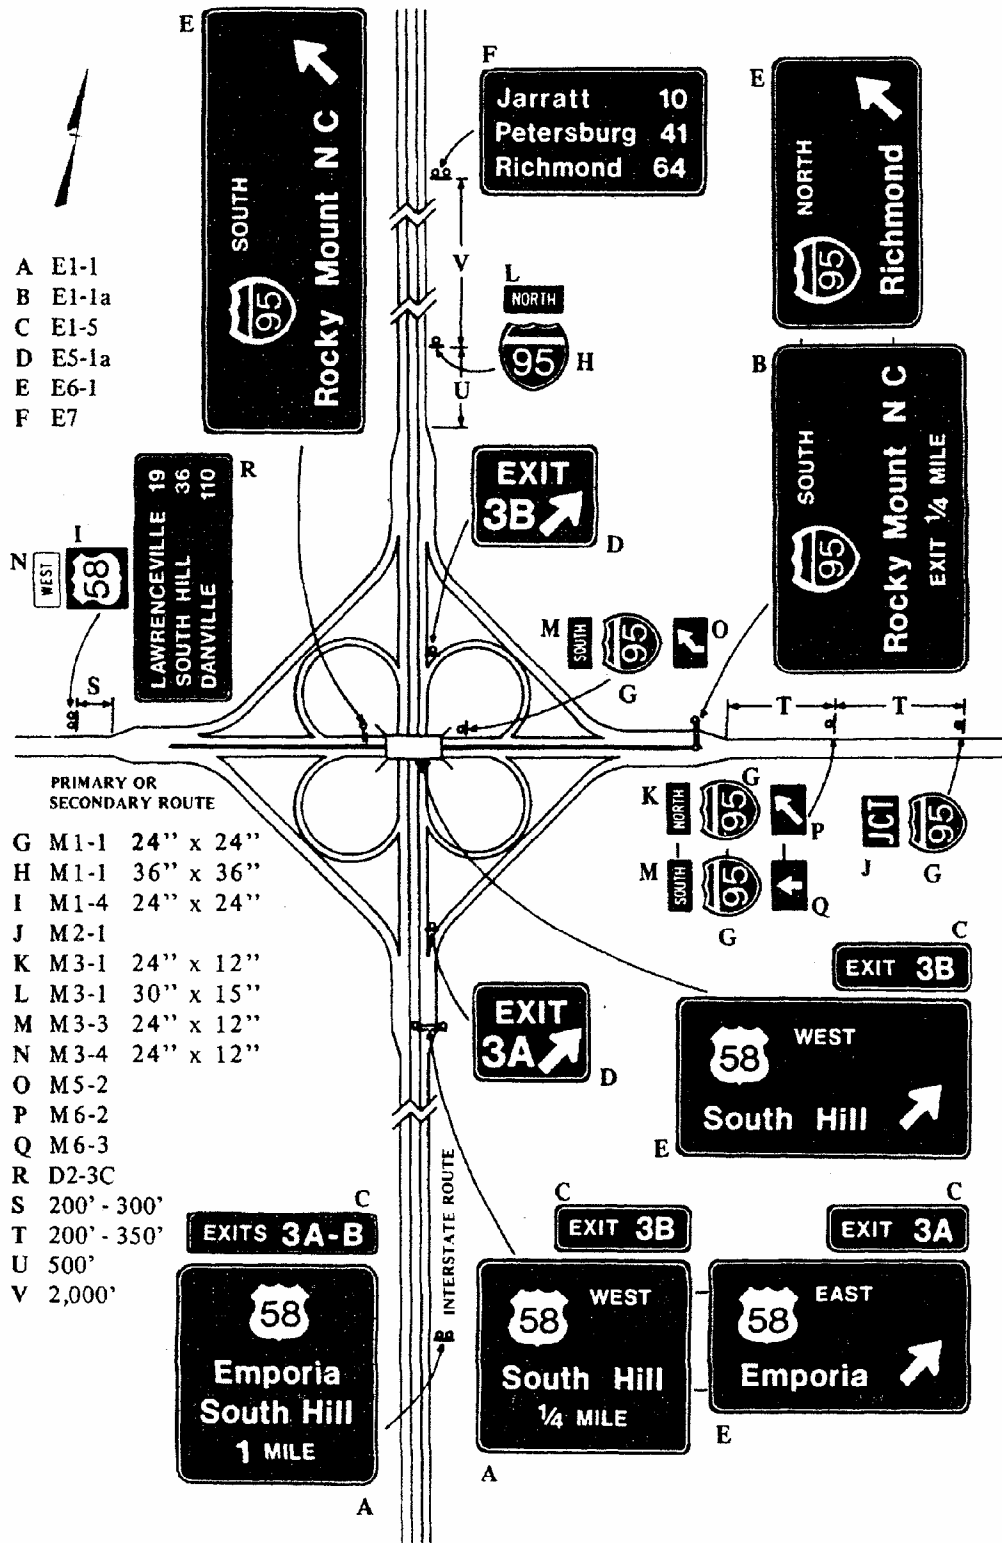 E
SOUTH
95
Rocky Mount N C
F
Jarratt 10
Petersburg 41
Richmond 64
E
NORTH
95
Richmond
A E1-1
B E1-1a
C E1-5
D E5-1a
E E6-1
F E7
V
L
NORTH
95
H
U
B
SOUTH
95
Rocky Mount N C
EXIT 1/4 MILE
R
LAWRENCEVILLE 19
SOUTH HILL 36
DANVILLE 110
N
WEST
I
58
S
EXIT
3B
D
M
SOUTH
95
G
O
T
T
PRIMARY OR
SECONDARY ROUTE
G M1-1 24" x 24"
H M1-1 36" x 36"
I M1-4 24" x 24"
J M2-1
K M3-1 24" x 12"
L M3-1 30" x 15"
M M3-3 24" x 12"
N M3-4 24" x 12"
O M5-2
P M6-2
Q M6-3
R D2-3C
S 200' - 300'
T 200' - 350'
U 500'
V 2,000'
K
NORTH
95
G
P
M
SOUTH
95
G
Q
JCT
J
95
G
C
EXIT 3B
WEST
58
South Hill
E
EXIT
3A
D
INTERSTATE ROUTE
C
EXITS 3A-B
58
Emporia
South Hill
1 MILE
A
C
EXIT 3B
58
WEST
South Hill
1/4 MILE
A
C
EXIT 3A
58
EAST
Emporia
E